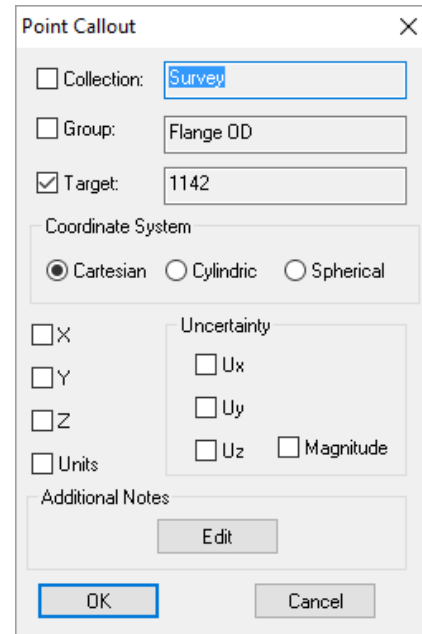 Point Callout
Collection: Survey
Group: Flange OD
Target: 1142
Coordinate System
Cartesian Cylindric Spherical
X
Y
Z
Units
Uncertainty
Ux
Uy
Uz Magnitude
Additional Notes
Edit
OK Cancel